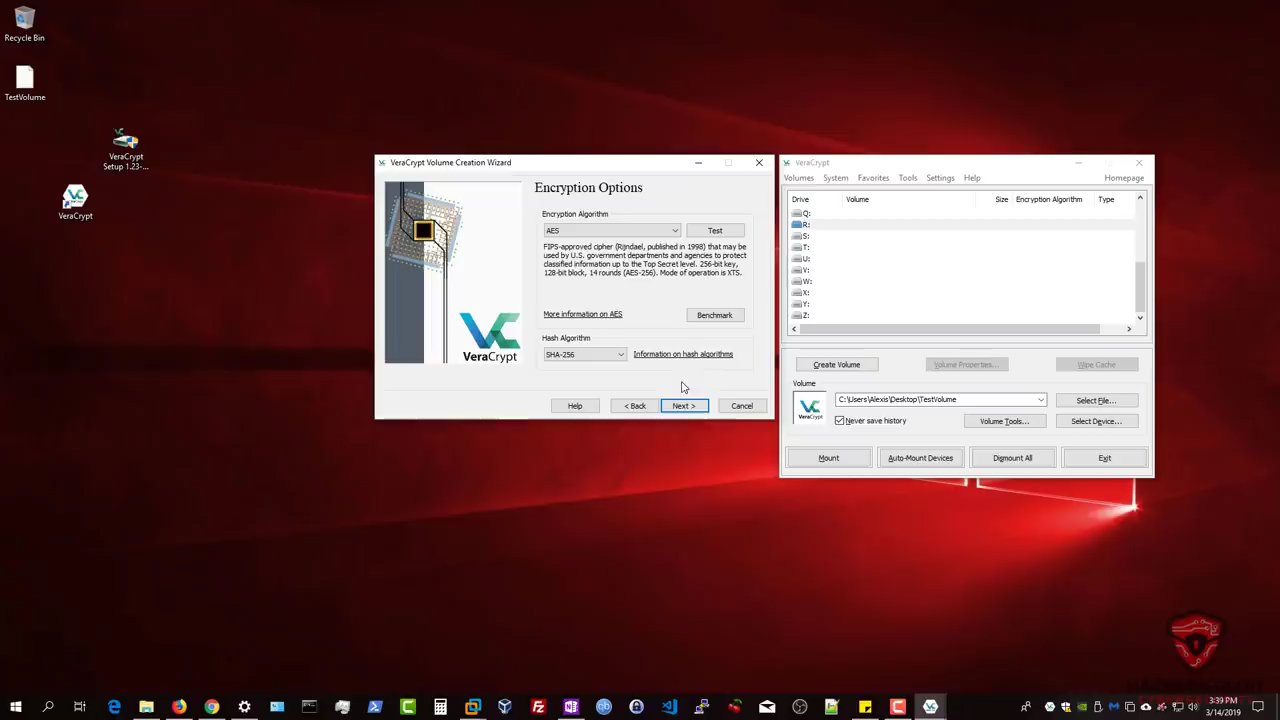 Recycle Bin
TestVolume
VeraCrypt
Setup 1.23-...
VeraCrypt
VeraCrypt Volume Creation Wizard
Encryption Options
Encryption Algorithm
AES
Test
FIPS-approved cipher (Rijndael, published in 1998) that may be
used by U.S. government departments and agencies to protect
classified information up to the Top Secret level. 256-bit key,
128-bit block, 14 rounds (AES-256). Mode of operation is XTS.
More information on AES
Benchmark
Hash Algorithm
SHA-256
Information on hash algorithms
VeraCrypt
Help
< Back
Next >
Cancel
VeraCrypt
Volumes System Favorites Tools Settings Help Homepage
Drive Volume Size Encryption Algorithm Type
Q:
R:
S:
T:
U:
V:
W:
X:
Y:
Z:
Create Volume
Volume Properties...
Wipe Cache
Volume
VeraCrypt
C:\Users\Alexis\Desktop\TestVolume
Select File...
Never save history
Volume Tools...
Select Device...
Mount
Auto-Mount Devices
Dismount All
Exit
3:39 PM
3/14/2019